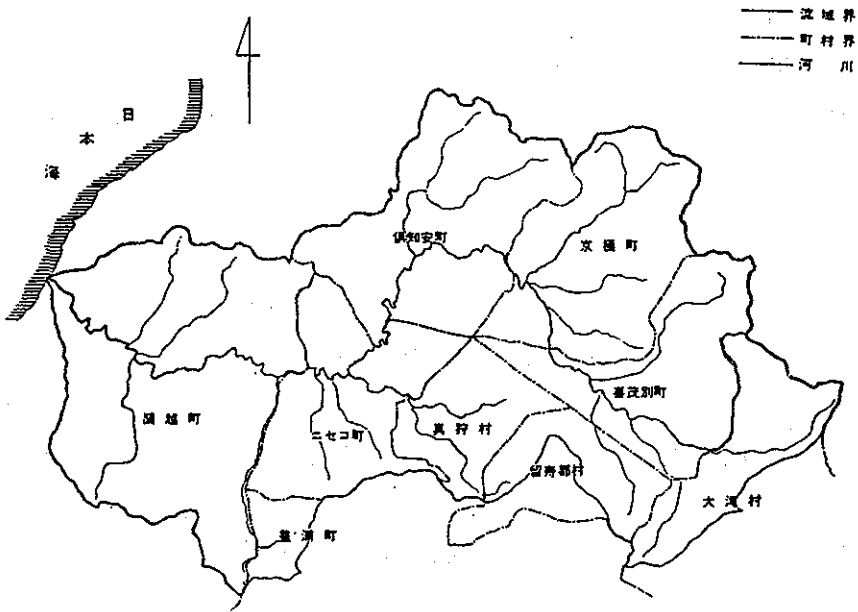 流域界
町村界
河川
日本海
倶知安町
京極町
喜茂別町
蘭越町
ニセコ町
真狩村
留寿都村
大滝村
豊浦町